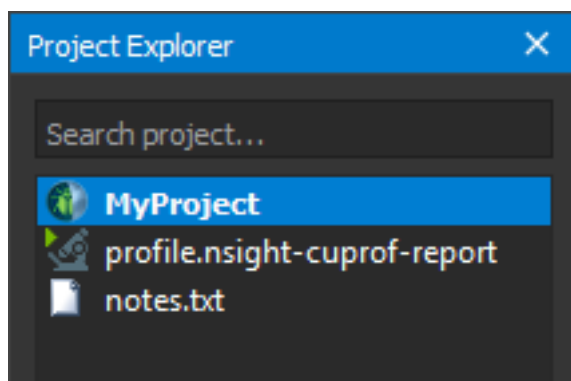 Project Explorer
Search project...
MyProject
profile.nsight-cuprof-report
notes.txt